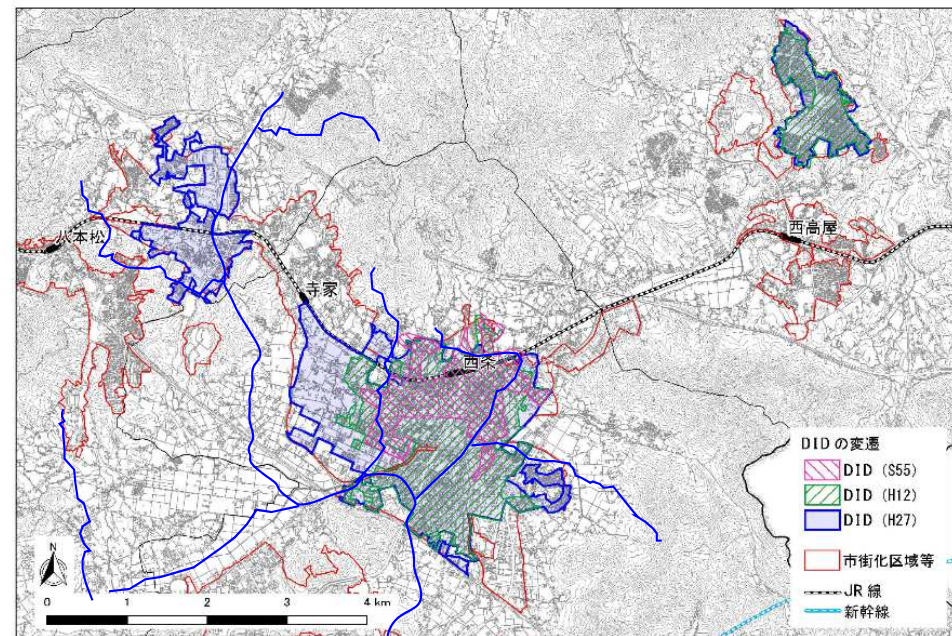 西高屋
八本松
寺家
西条
DIDの変遷
DID (S55)
DID (H12)
DID (H27)
市街化区域等
JR線
新幹線
N
0 1 2 3 4 km